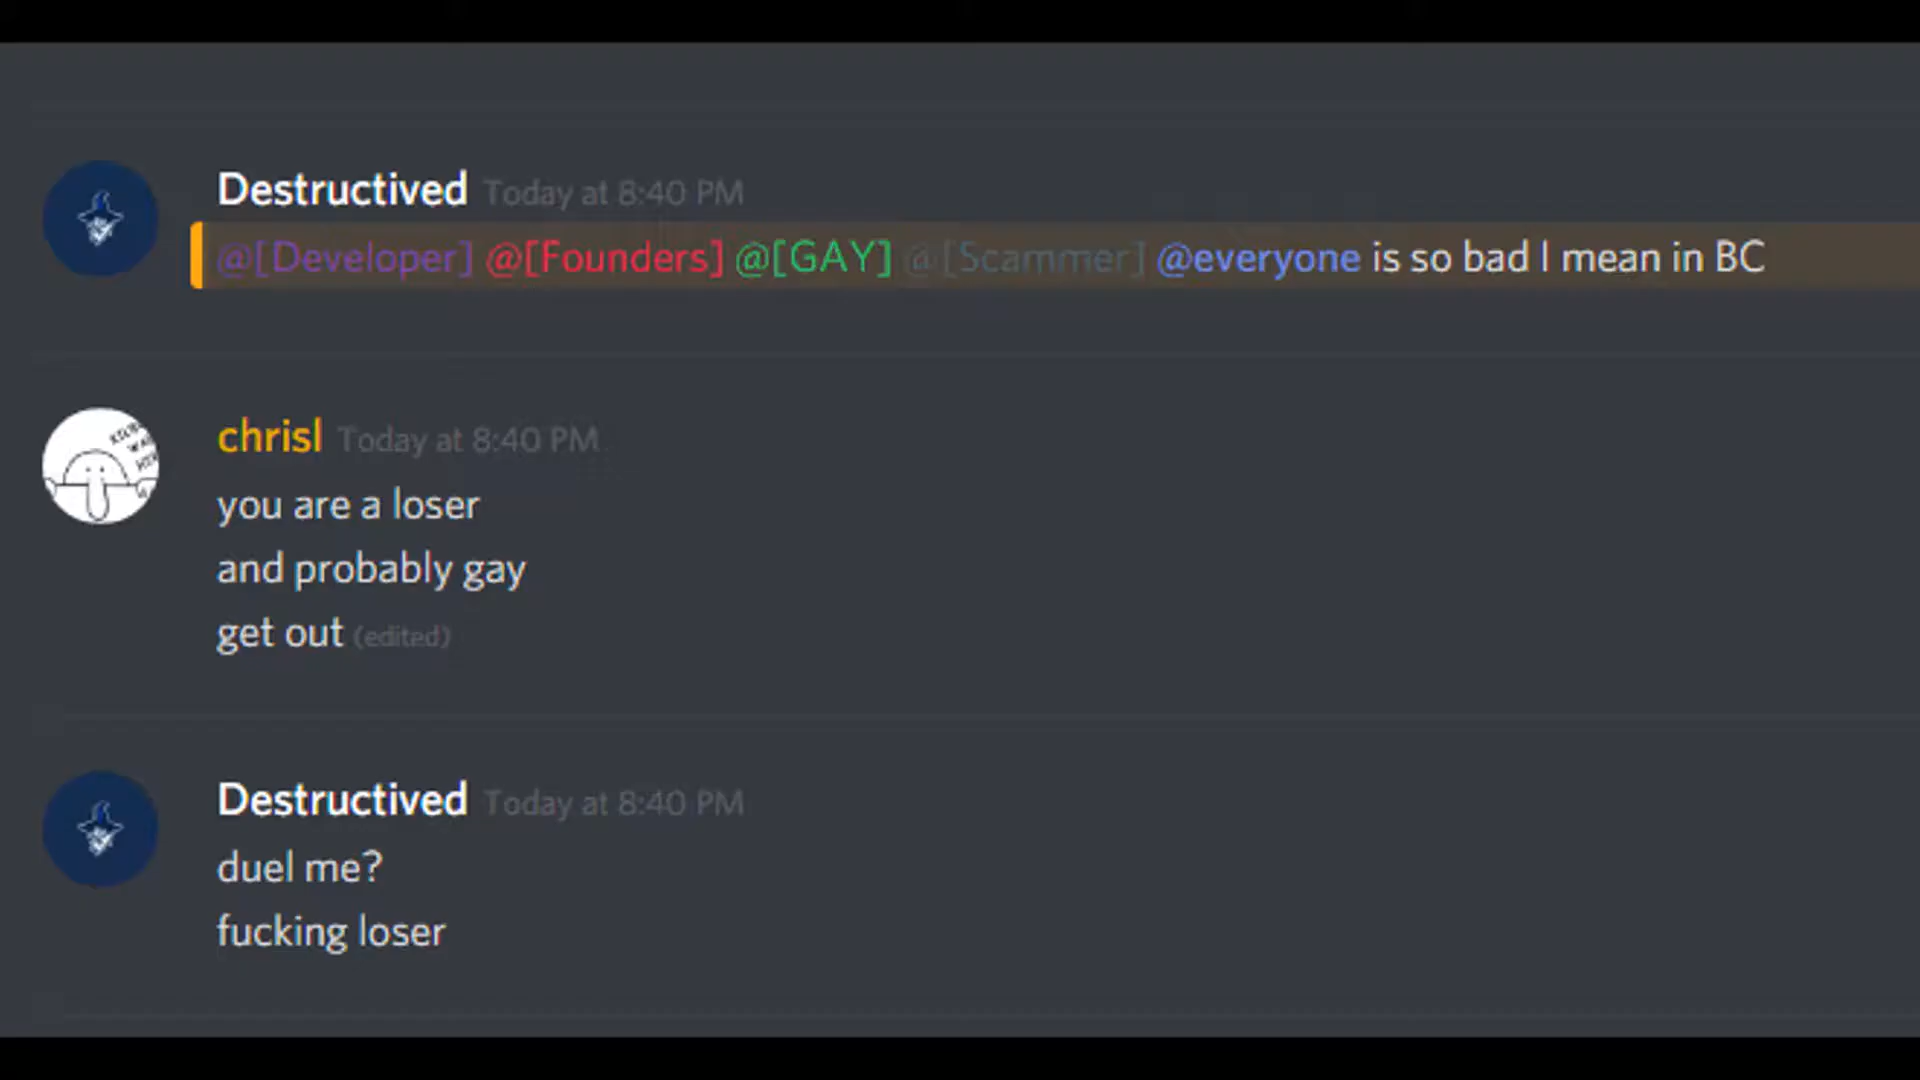 Destructived Today at 8:40 PM
@[Developer] @[Founders] @[GAY] @[Scammer] @everyone is so bad I mean in BC
chrisl Today at 8:40 PM
you are a loser
and probably gay
get out (edited)
Destructived Today at 8:40 PM
duel me?
fucking loser